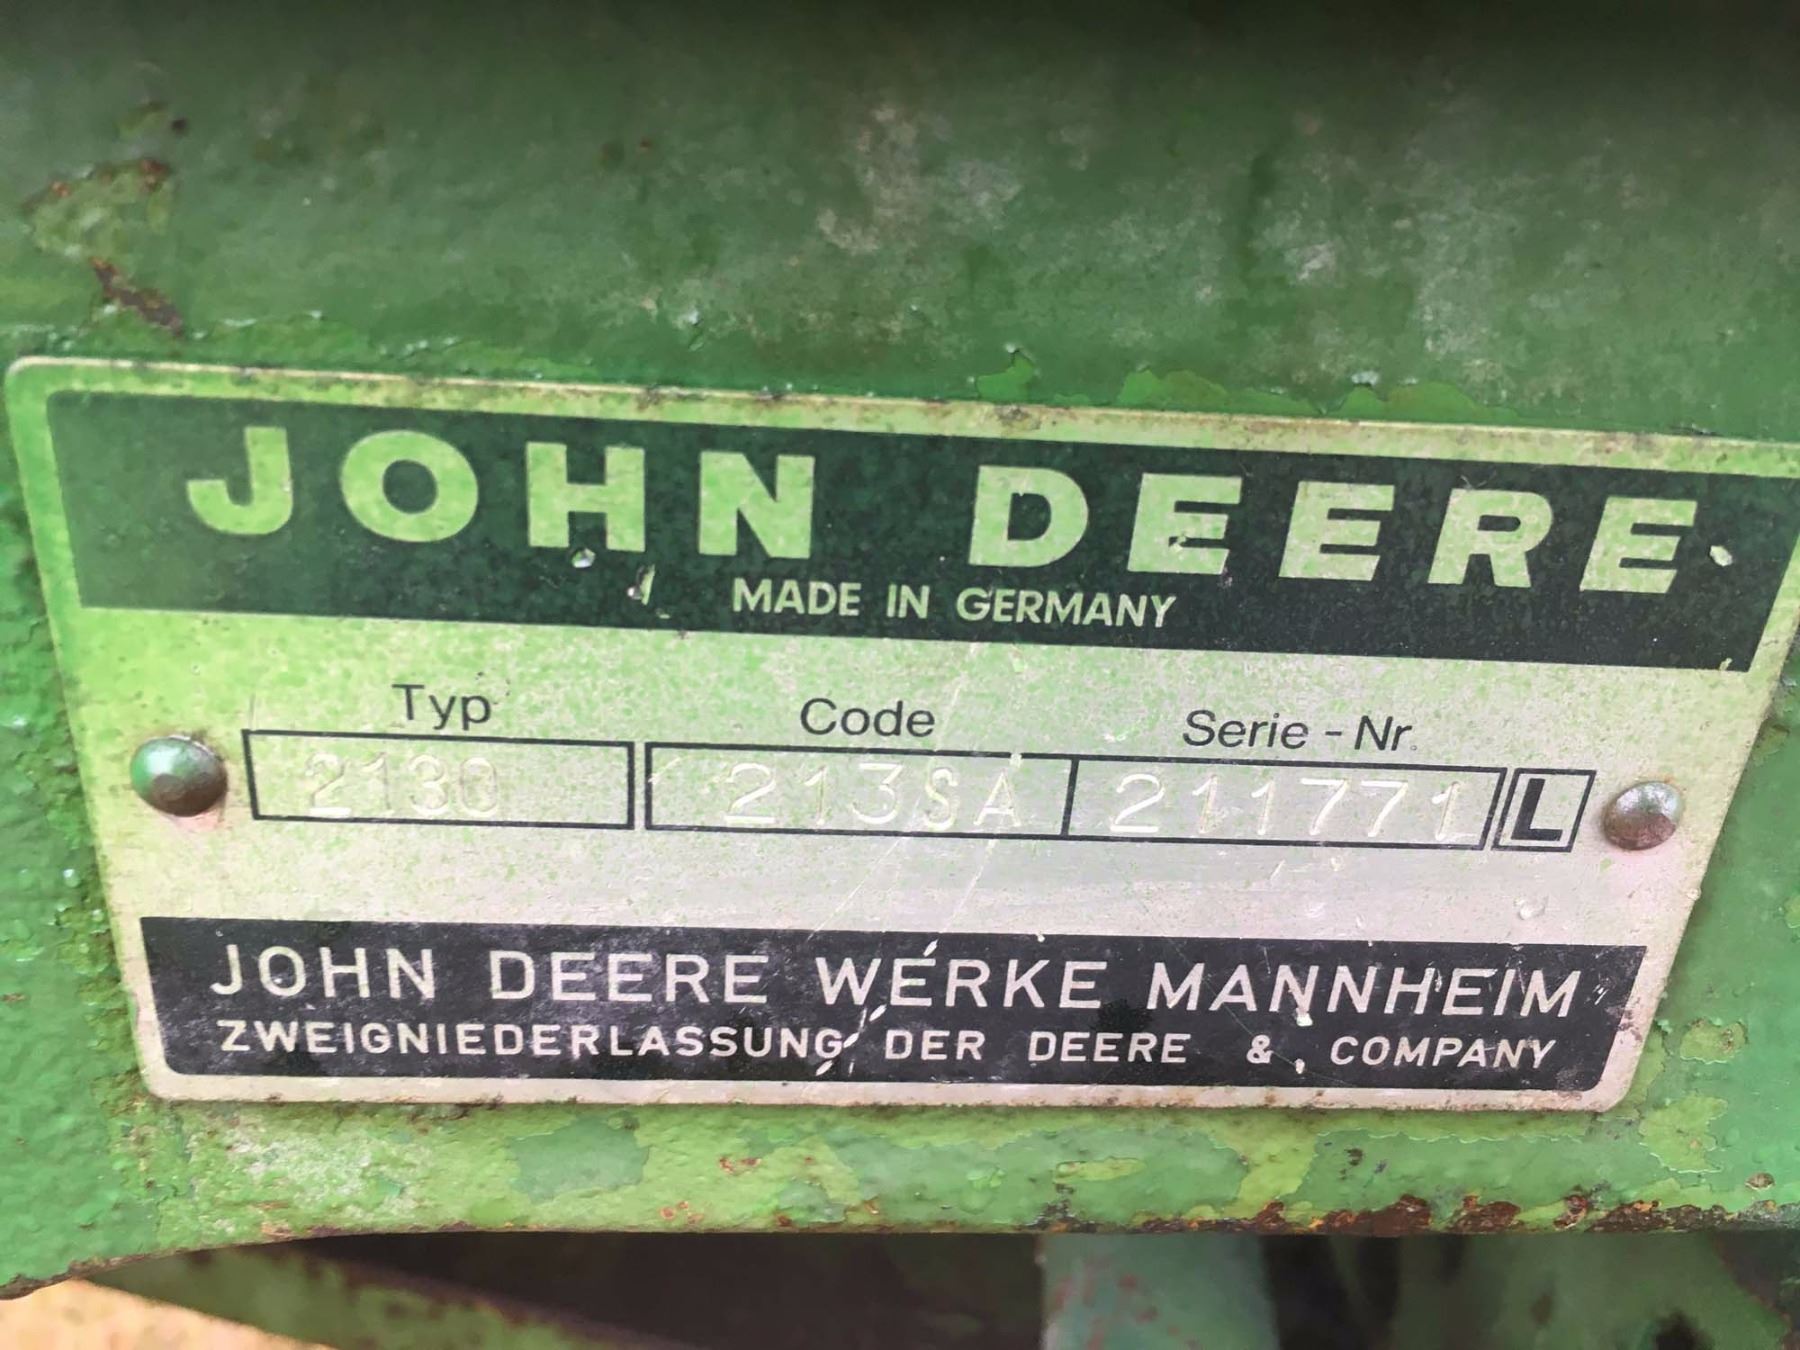 JOHN DEERE
MADE IN GERMANY
Typ Code Serie - Nr.
2130 213SA 211771 L
JOHN DEERE WERKE MANNHEIM
ZWEIGNIEDERLASSUNG DER DEERE & COMPANY